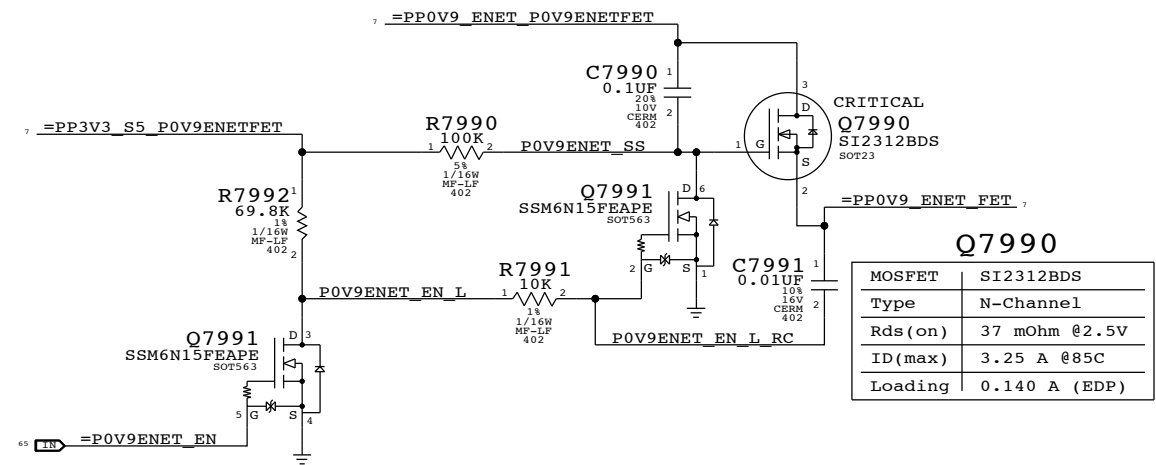 7 =PP0V9_ENET_P0V9ENETFET
C7990
0.1UF
20%
10V
CERM
402
1
2
3
D
CRITICAL
Q7990
SI2312BDS
SOT23
1 G
S
2
7 =PP3V3_S5_P0V9ENETFET
R7990
100K
1 2
5%
1/16W
MF-LF
402
P0V9ENET_SS
R7992
69.8K
1%
1/16W
MF-LF
402
1
2
Q7991
SSM6N15FEAPE
SOT563
D 6
2 G S 1
=PP0V9_ENET_FET 7
C7991
0.01UF
10%
16V
CERM
402
1
2
P0V9ENET_EN_L
R7991
10K
1 2
1%
1/16W
MF-LF
402
P0V9ENET_EN_L_RC
Q7991
SSM6N15FEAPE
SOT563
D 3
5 G S 4
65 IN =P0V9ENET_EN
Q7990
MOSFET SI2312BDS
Type N-Channel
Rds(on) 37 mOhm @2.5V
ID(max) 3.25 A @85C
Loading 0.140 A (EDP)